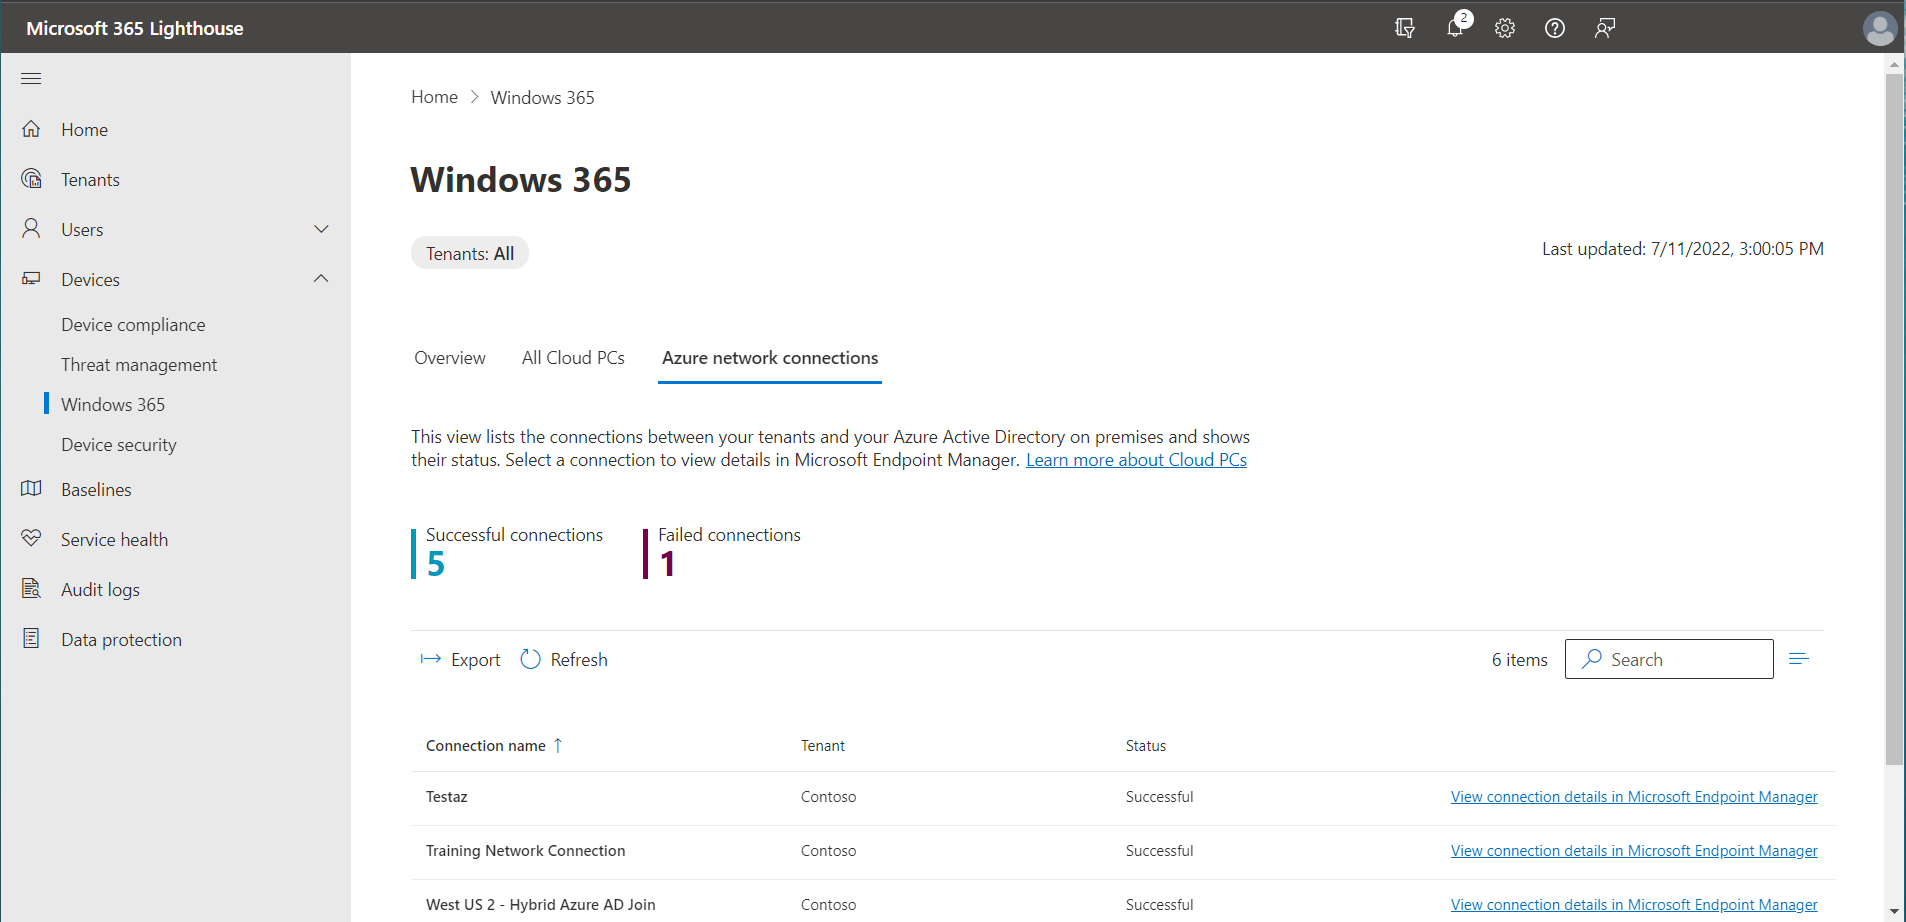 Microsoft 365 Lighthouse
2
Home
Tenants
Users
Devices
Device compliance
Threat management
Windows 365
Device security
Baselines
Service health
Audit logs
Data protection
Home > Windows 365
Windows 365
Tenants: All
Last updated: 7/11/2022, 3:00:05 PM
Overview All Cloud PCs Azure network connections
This view lists the connections between your tenants and your Azure Active Directory on premises and shows
their status. Select a connection to view details in Microsoft Endpoint Manager. Learn more about Cloud PCs
Successful connections
5
Failed connections
1
Export Refresh
6 items Search
Connection name ↑ Tenant Status
Testaz Contoso Successful View connection details in Microsoft Endpoint Manager
Training Network Connection Contoso Successful View connection details in Microsoft Endpoint Manager
West US 2 - Hybrid Azure AD Join Contoso Successful View connection details in Microsoft Endpoint Manager